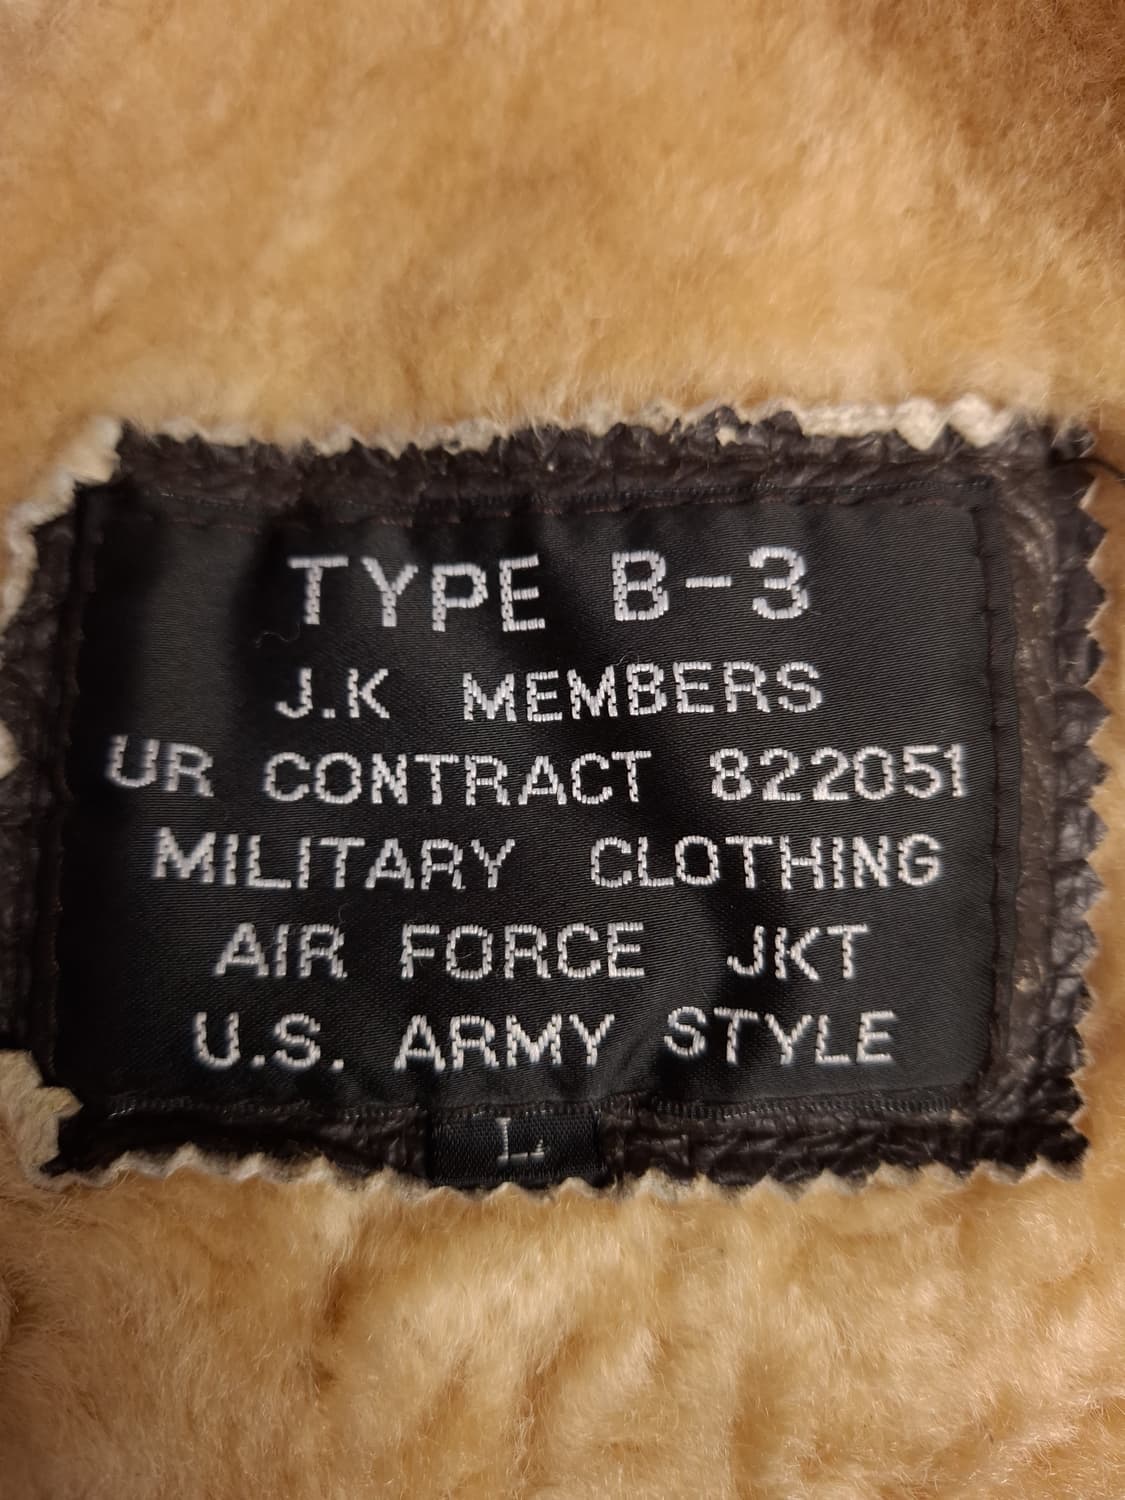 TYPE B-3
J.K MEMBERS
UR CONTRACT 822051
MILITARY CLOTHING
AIR FORCE JKT
U.S. ARMY STYLE
L